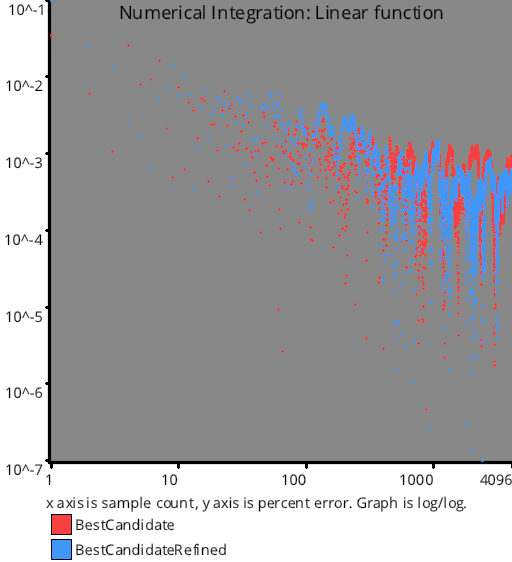 10^-1
Numerical Integration: Linear function
10^-2
10^-3
10^-4
10^-5
10^-6
10^-7
1 10 100 1000 4096
x axis is sample count, y axis is percent error. Graph is log/log.
BestCandidate
BestCandidateRefined